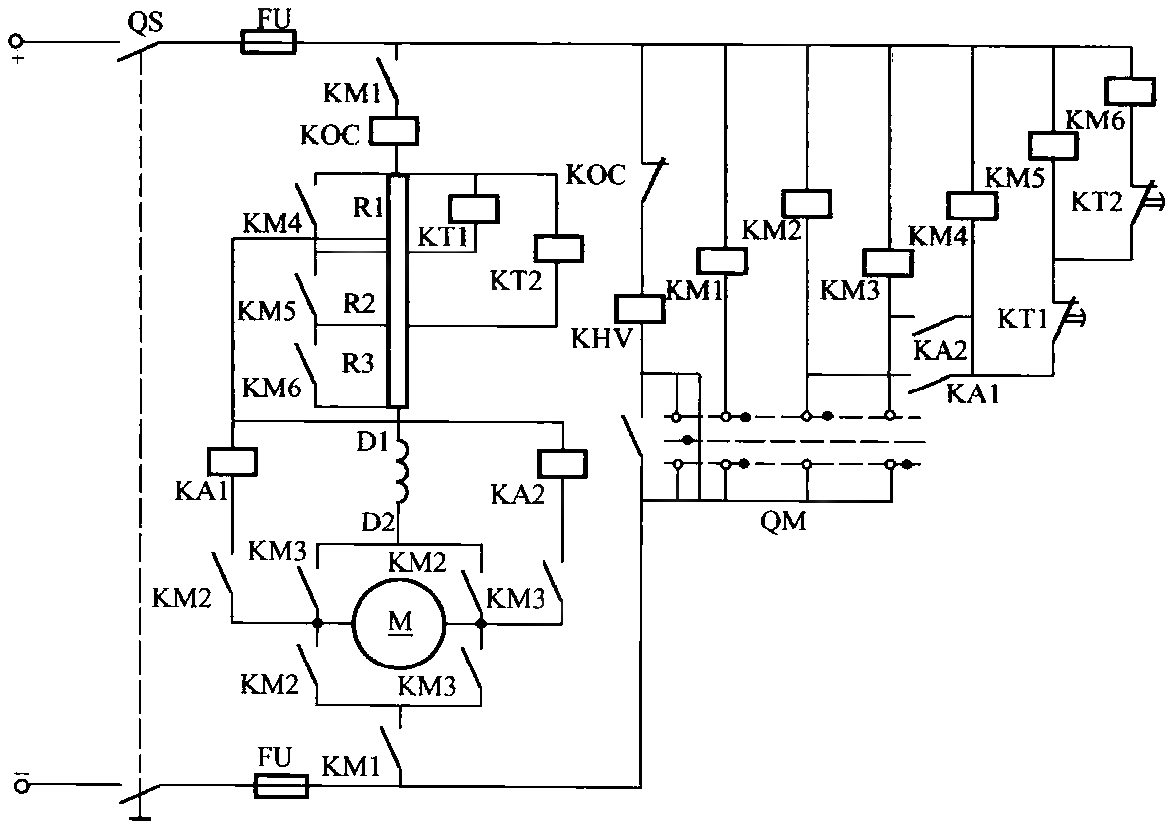 QS
FU
+
KM1
KOC
KM6
KOC
KM5
KM4
R1
KT1
KM2
KM4
KT2
KT2
KM1
KM3
KM5
R2
KHV
KT1
KA2
KM6
R3
KA1
D1
KA1
KA2
D2
QM
KM3
KM2
KM2
KM3
M
KM2
KM3
FU
KM1
−